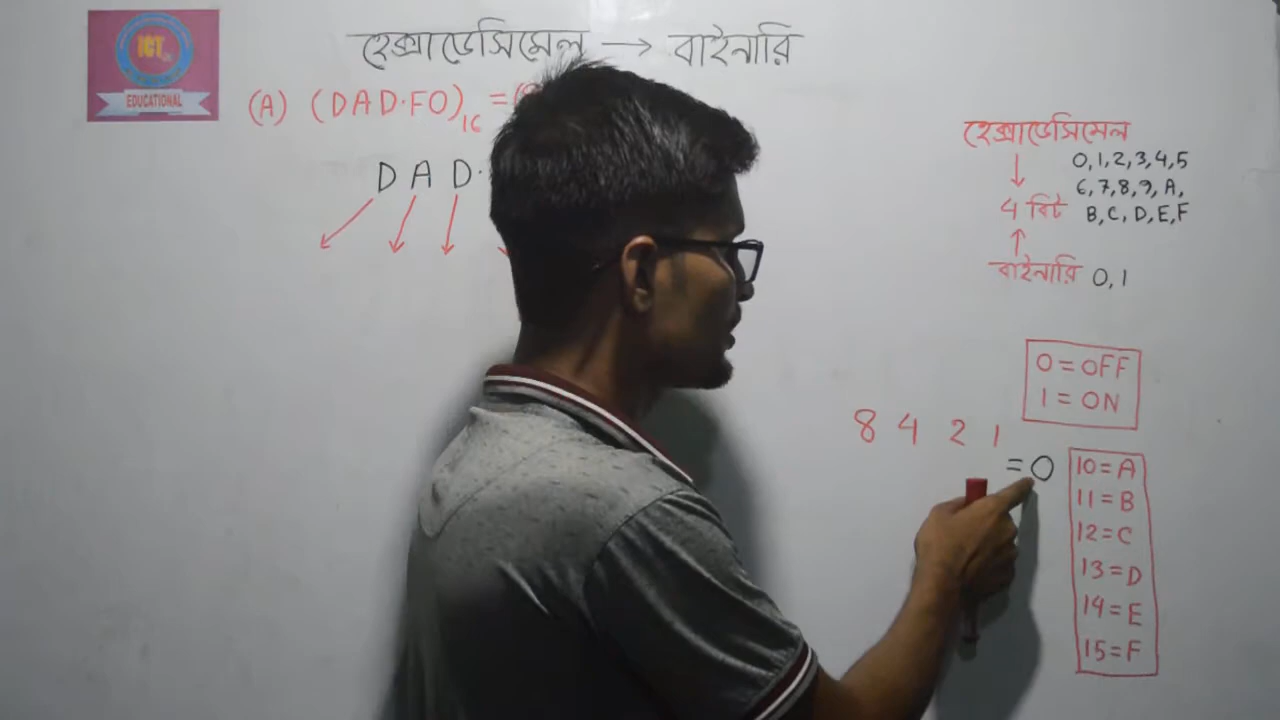 ICT
EDUCATIONAL
হেক্সাডেসিমেল → বাইনারি
(A) (DAD·FO)16 = (
D A D ·
হেক্সাডেসিমেল
0,1,2,3,4,5
6,7,8,9,A,
4 বিট B,C,D,E,F
বাইনারি 0,1
0 = OFF
1 = ON
8 4 2 1
= 0
10 = A
11 = B
12 = C
13 = D
14 = E
15 = F